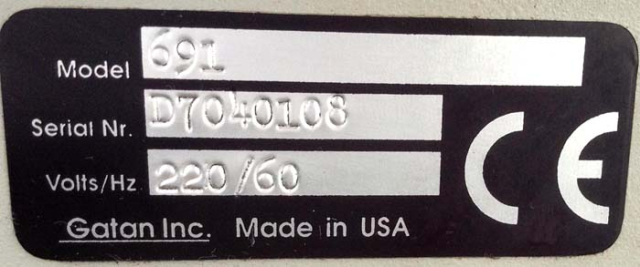 Model 691
Serial Nr. D7040108
Volts/Hz 220/60
Gatan Inc. Made in USA
CE